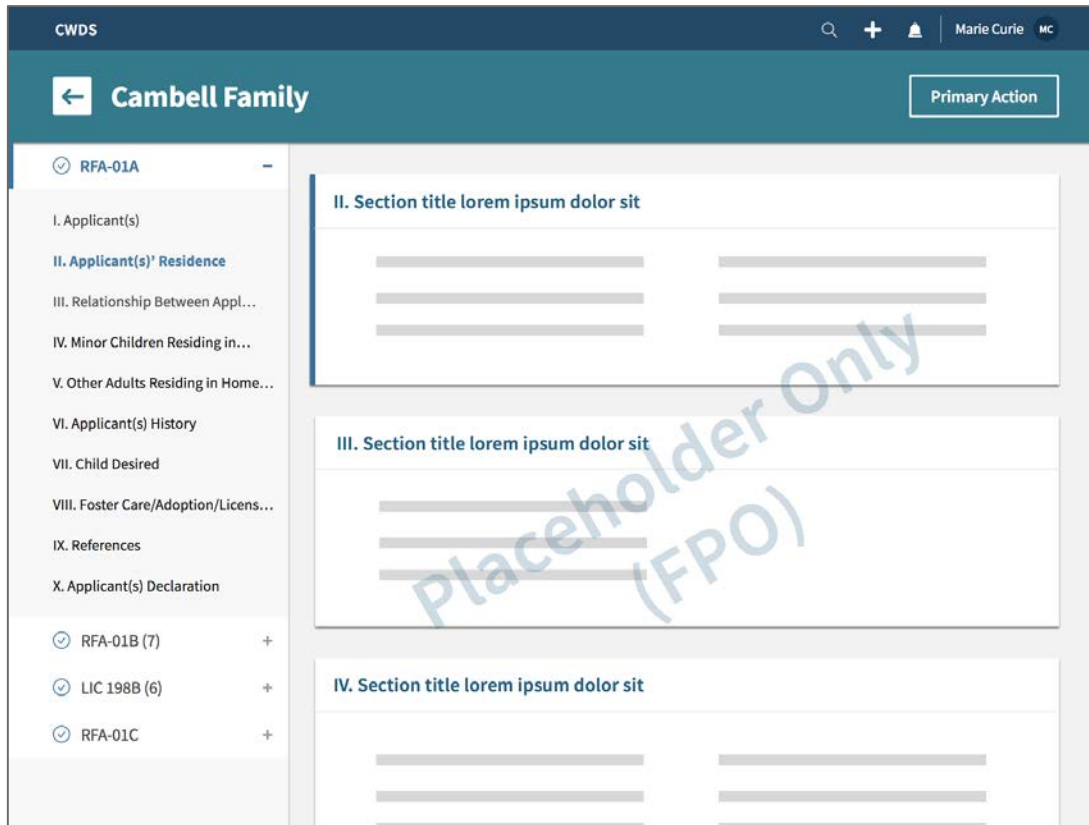 CWDS
Marie Curie MC
Cambell Family
Primary Action
RFA-01A
I. Applicant(s)
II. Applicant(s)’ Residence
III. Relationship Between Appl...
IV. Minor Children Residing in...
V. Other Adults Residing in Home...
VI. Applicant(s) History
VII. Child Desired
VIII. Foster Care/Adoption/Licens...
IX. References
X. Applicant(s) Declaration
RFA-01B (7)
LIC 198B (6)
RFA-01C
II. Section title lorem ipsum dolor sit
III. Section title lorem ipsum dolor sit
IV. Section title lorem ipsum dolor sit
Placeholder Only
(FPO)